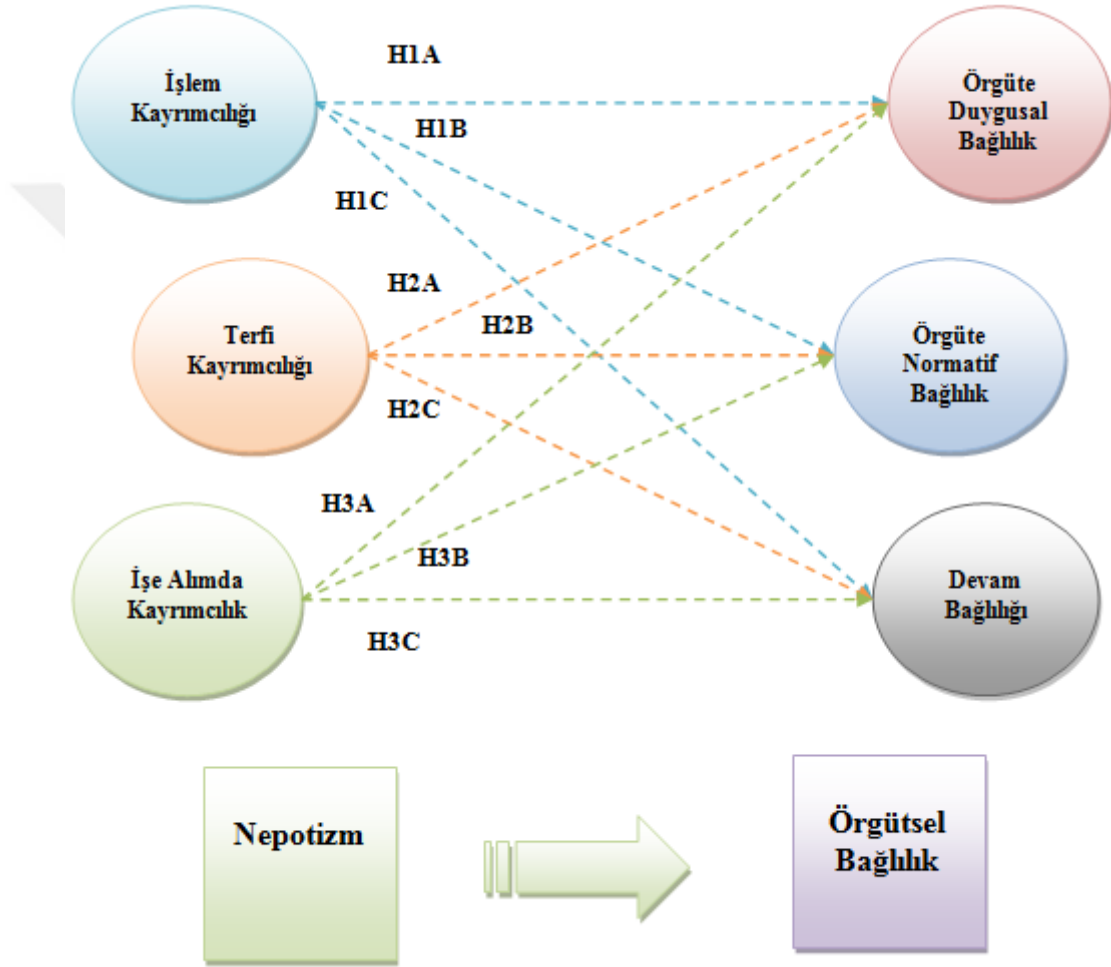 H1A
İşlem
Kayrımcılığı
Örgüte
Duygusal
Bağlılık
H1B
H1C
H2A
H2B
Terfi
Kayrımcılığı
Örgüte
Normatif
Bağlılık
H2C
H3A
H3B
İşe Alımda
Kayrımcılık
Devam
Bağlılığı
H3C
Nepotizm
Örgütsel
Bağlılık